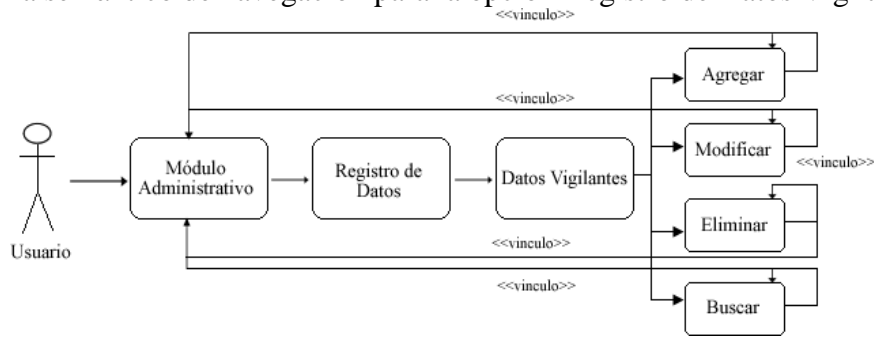 <<vinculo>>
Agregar
<<vinculo>>
Modificar
<<vinculo>>
Módulo
Administrativo
Registro de
Datos
Datos Vigilantes
Eliminar
Usuario
<<vinculo>>
<<vinculo>>
Buscar